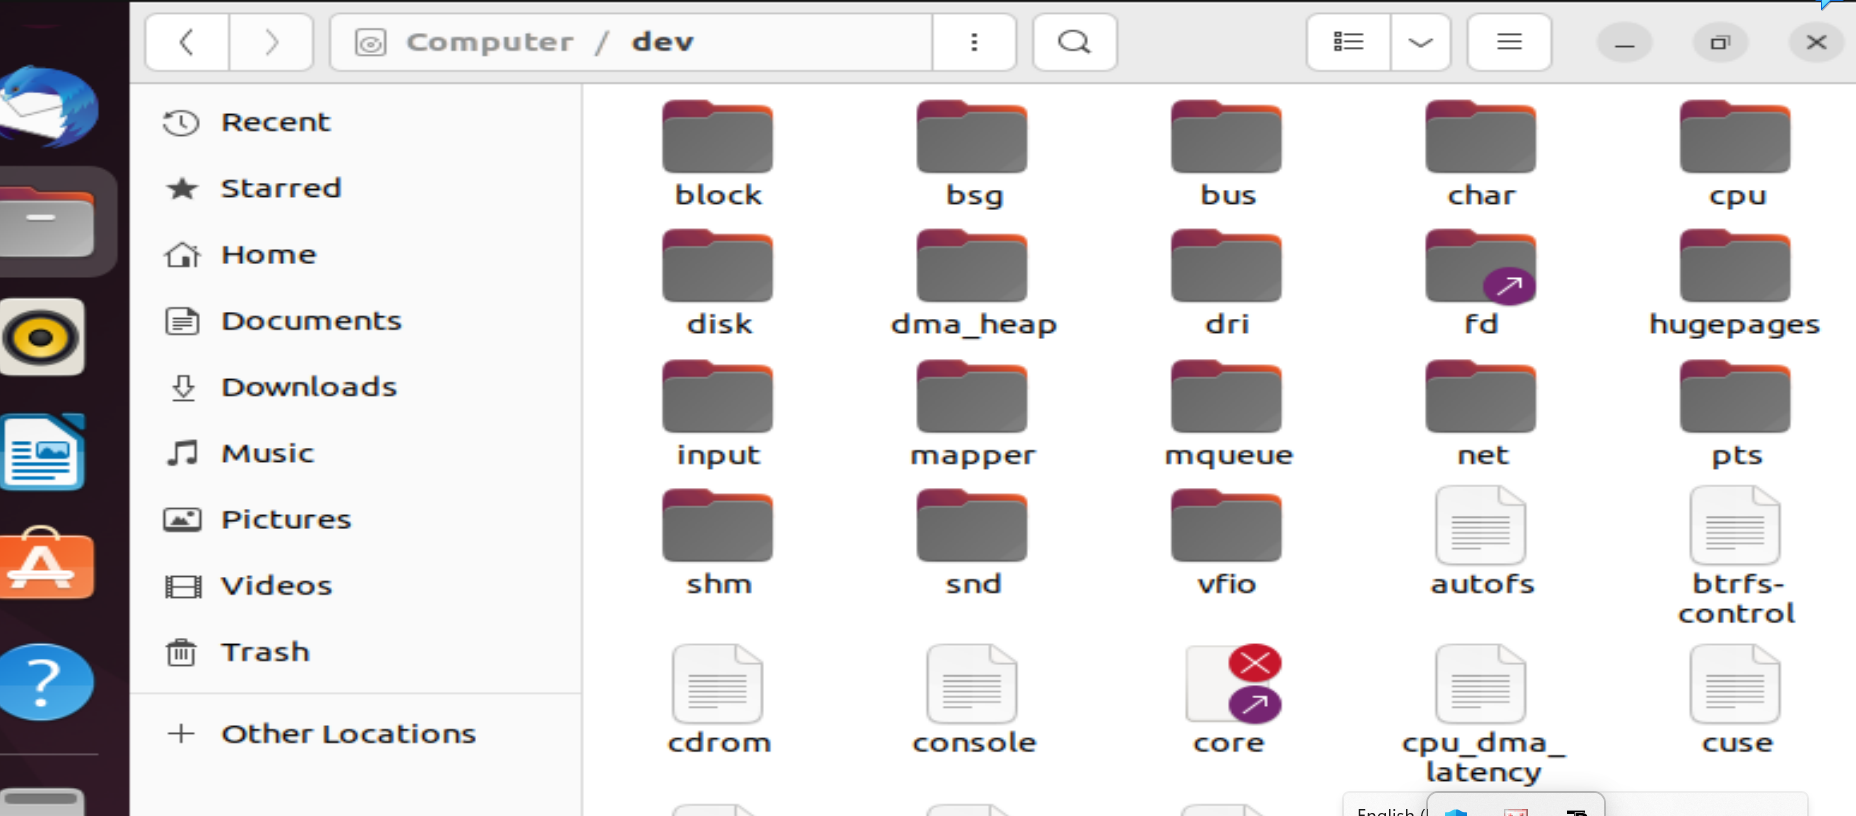 Computer / dev
Recent
Starred
Home
Documents
Downloads
Music
Pictures
Videos
Trash
Other Locations
block bsg bus char cpu
disk dma_heap dri fd hugepages
input mapper mqueue net pts
shm snd vfio autofs btrfs-
control
cdrom console core cpu_dma_ cuse
latency
English (